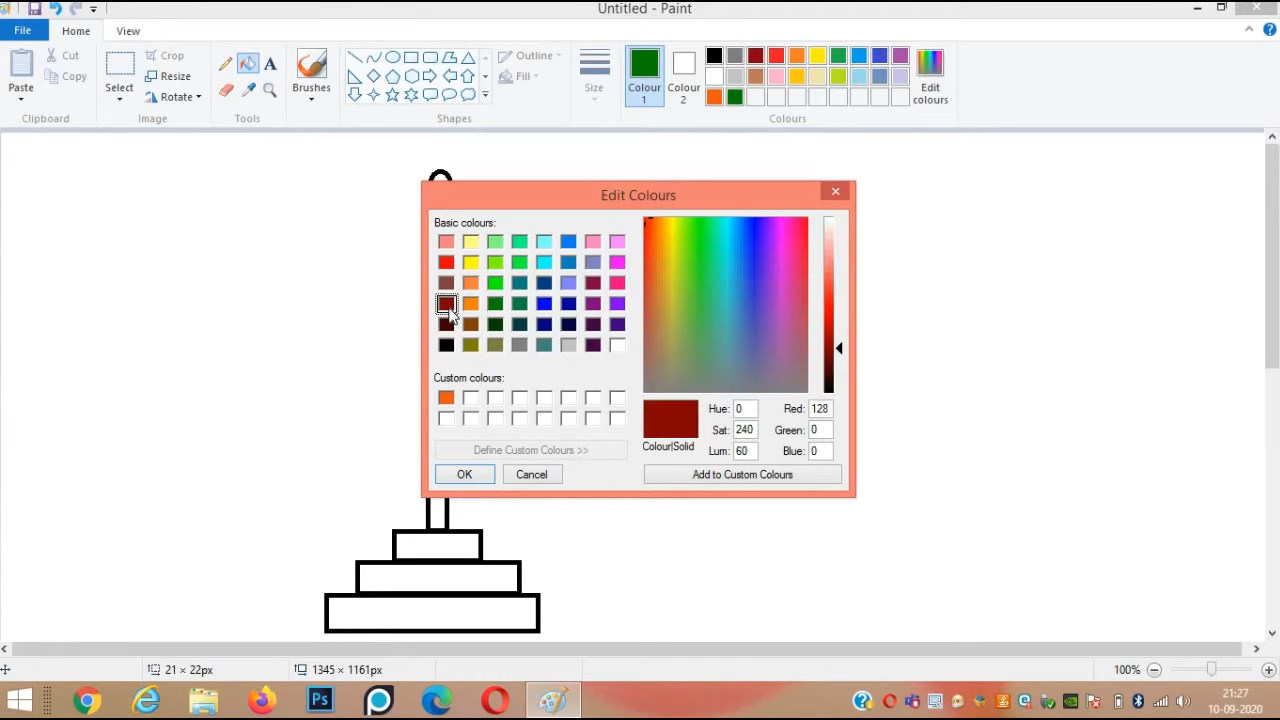 Untitled - Paint
File
Home
View
Paste
Cut
Copy
Clipboard
Select
Crop
Resize
Rotate
Image
A
Tools
Brushes
Shapes
Outline
Fill
Size
Colour
1
Colour
2
Edit
colours
Colours
Edit Colours
Basic colours:
Custom colours:
Define Custom Colours >>
OK
Cancel
Colour|Solid
Hue: 0
Sat: 240
Lum: 60
Red: 128
Green: 0
Blue: 0
Add to Custom Colours
21 × 22px
1345 × 1161px
100%
Ps
21:27
10-09-2020